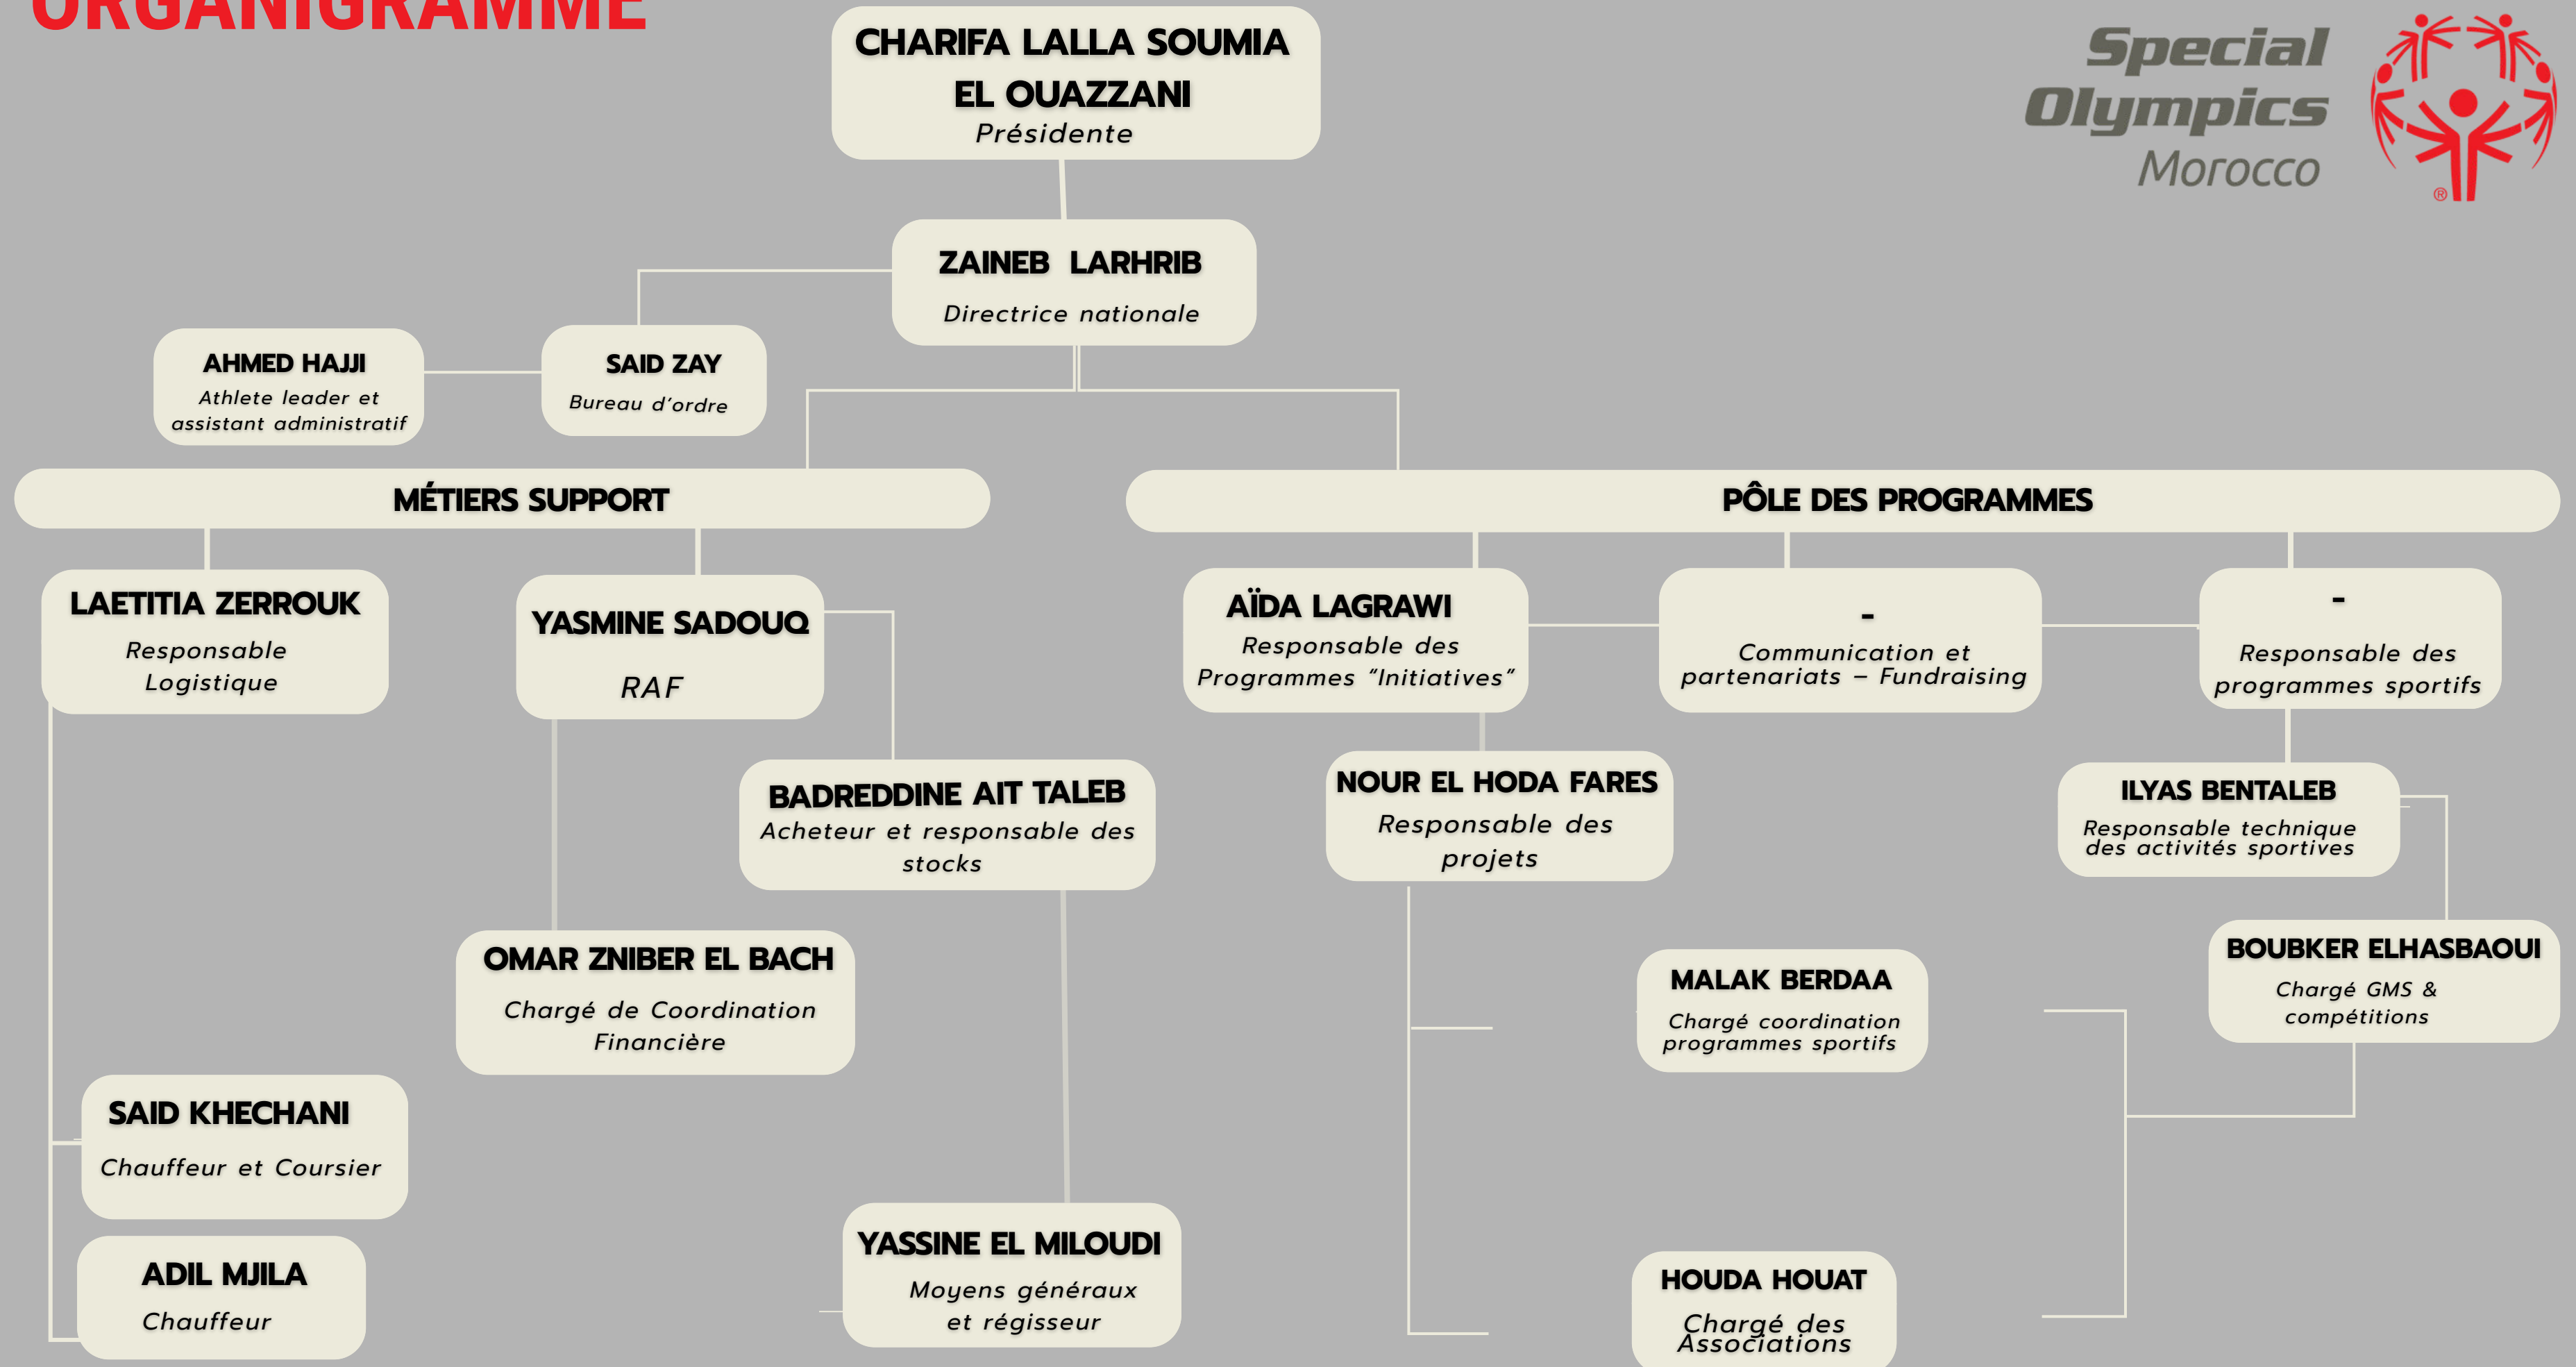 ORGANIGRAMME
CHARIFA LALLA SOUMIA
EL OUAZZANI
Présidente
Special
Olympics
Morocco
®
ZAINEB LARHRIB
Directrice nationale
AHMED HAJJI
Athlete leader et
assistant administratif
SAID ZAY
Bureau d’ordre
MÉTIERS SUPPORT
PÔLE DES PROGRAMMES
LAETITIA ZERROUK
Responsable
Logistique
YASMINE SADOUQ
RAF
AÏDA LAGRAWI
Responsable des
Programmes “Initiatives”
-
Communication et
partenariats – Fundraising
-
Responsable des
programmes sportifs
BADREDDINE AIT TALEB
Acheteur et responsable des
stocks
NOUR EL HODA FARES
Responsable des
projets
ILYAS BENTALEB
Responsable technique
des activités sportives
OMAR ZNIBER EL BACH
Chargé de Coordination
Financière
MALAK BERDAA
Chargé coordination
programmes sportifs
BOUBKER ELHASBAOUI
Chargé GMS &
compétitions
SAID KHECHANI
Chauffeur et Coursier
YASSINE EL MILOUDI
Moyens généraux
et régisseur
ADIL MJILA
Chauffeur
HOUDA HOUAT
Chargé des
Associations